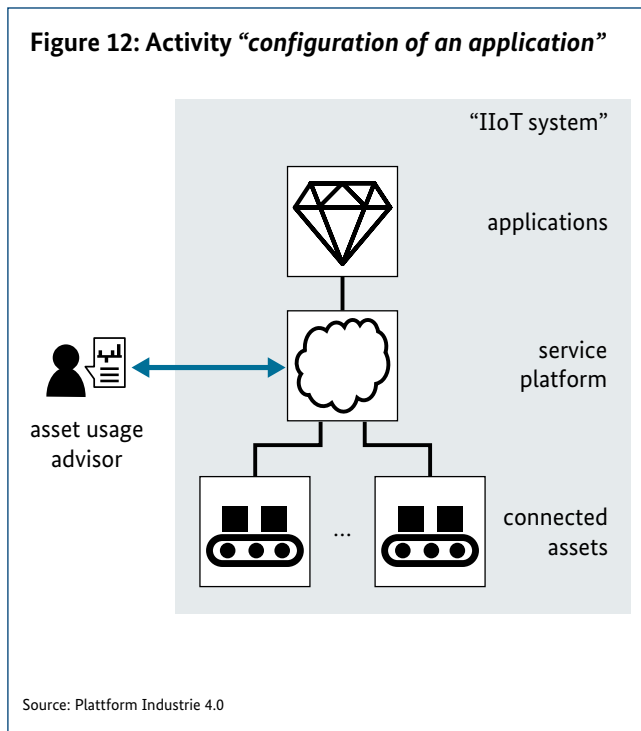 Figure 12: Activity “configuration of an application”
“IIoT system”
applications
service
platform
asset usage
advisor
...
connected
assets
Source: Plattform Industrie 4.0